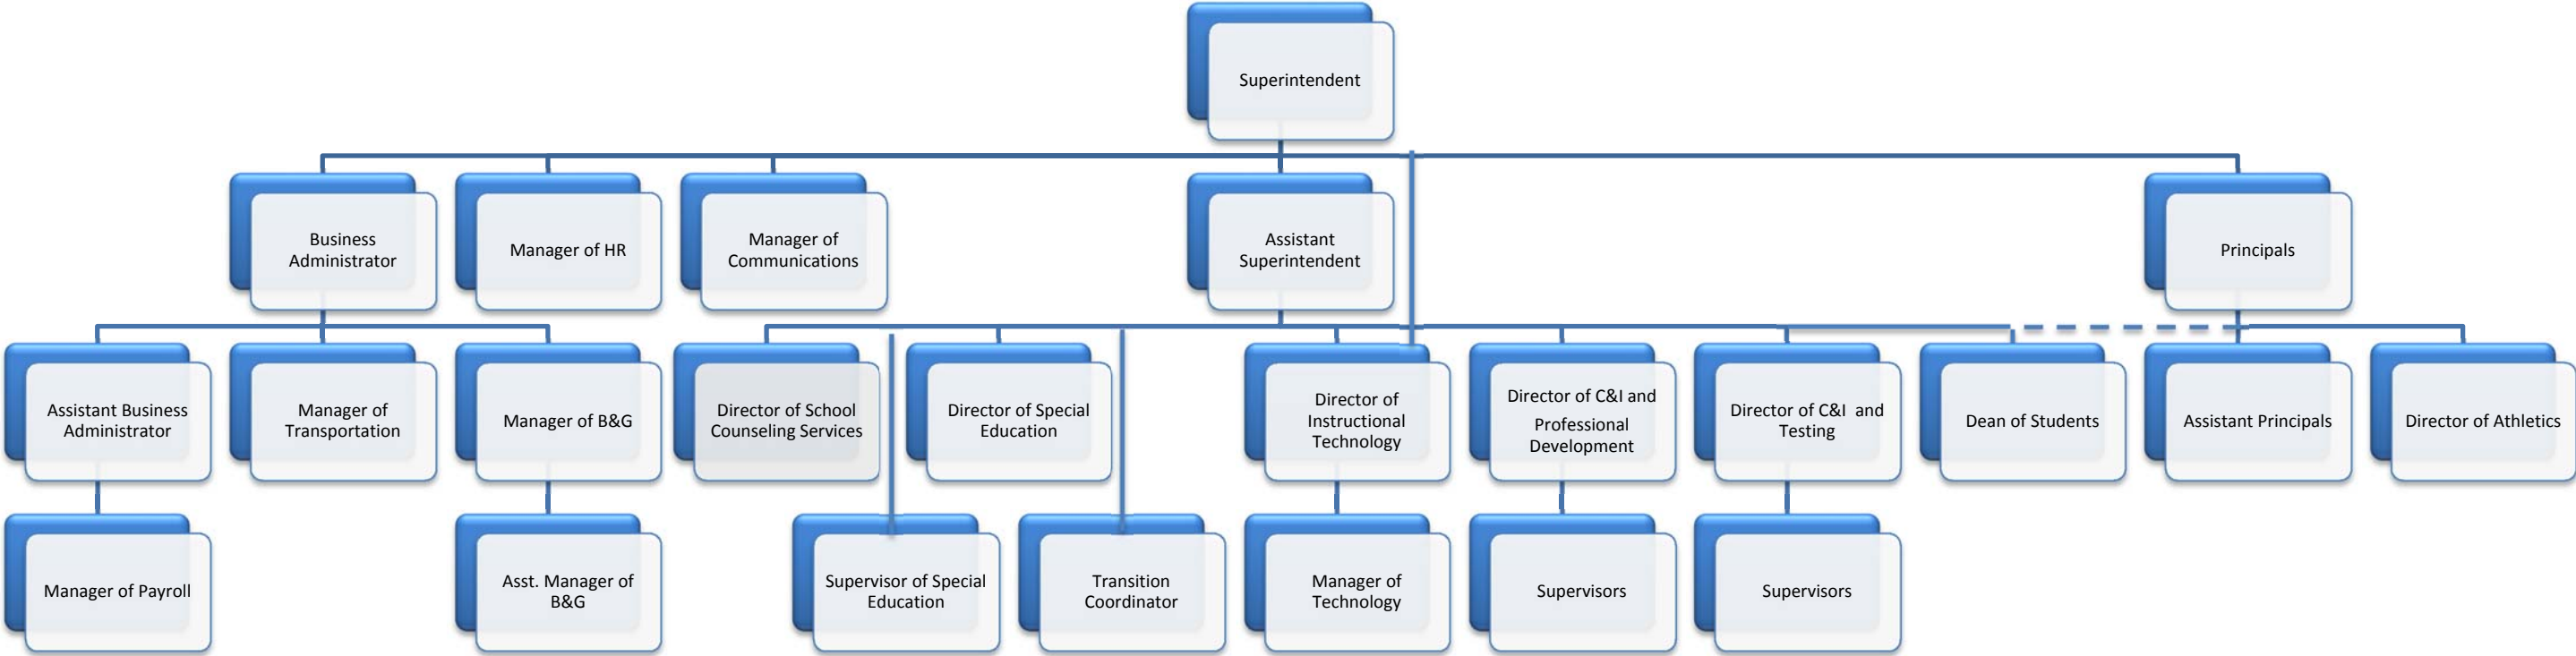 Superintendent
Business
Administrator
Manager of HR
Manager of
Communications
Assistant
Superintendent
Principals
Assistant Business
Administrator
Manager of
Transportation
Manager of B&G
Director of School
Counseling Services
Director of Special
Education
Director of
Instructional
Technology
Director of C&I and
Professional
Development
Director of C&I and
Testing
Dean of Students
Assistant Principals
Director of Athletics
Manager of Payroll
Asst. Manager of
B&G
Supervisor of Special
Education
Transition
Coordinator
Manager of
Technology
Supervisors
Supervisors